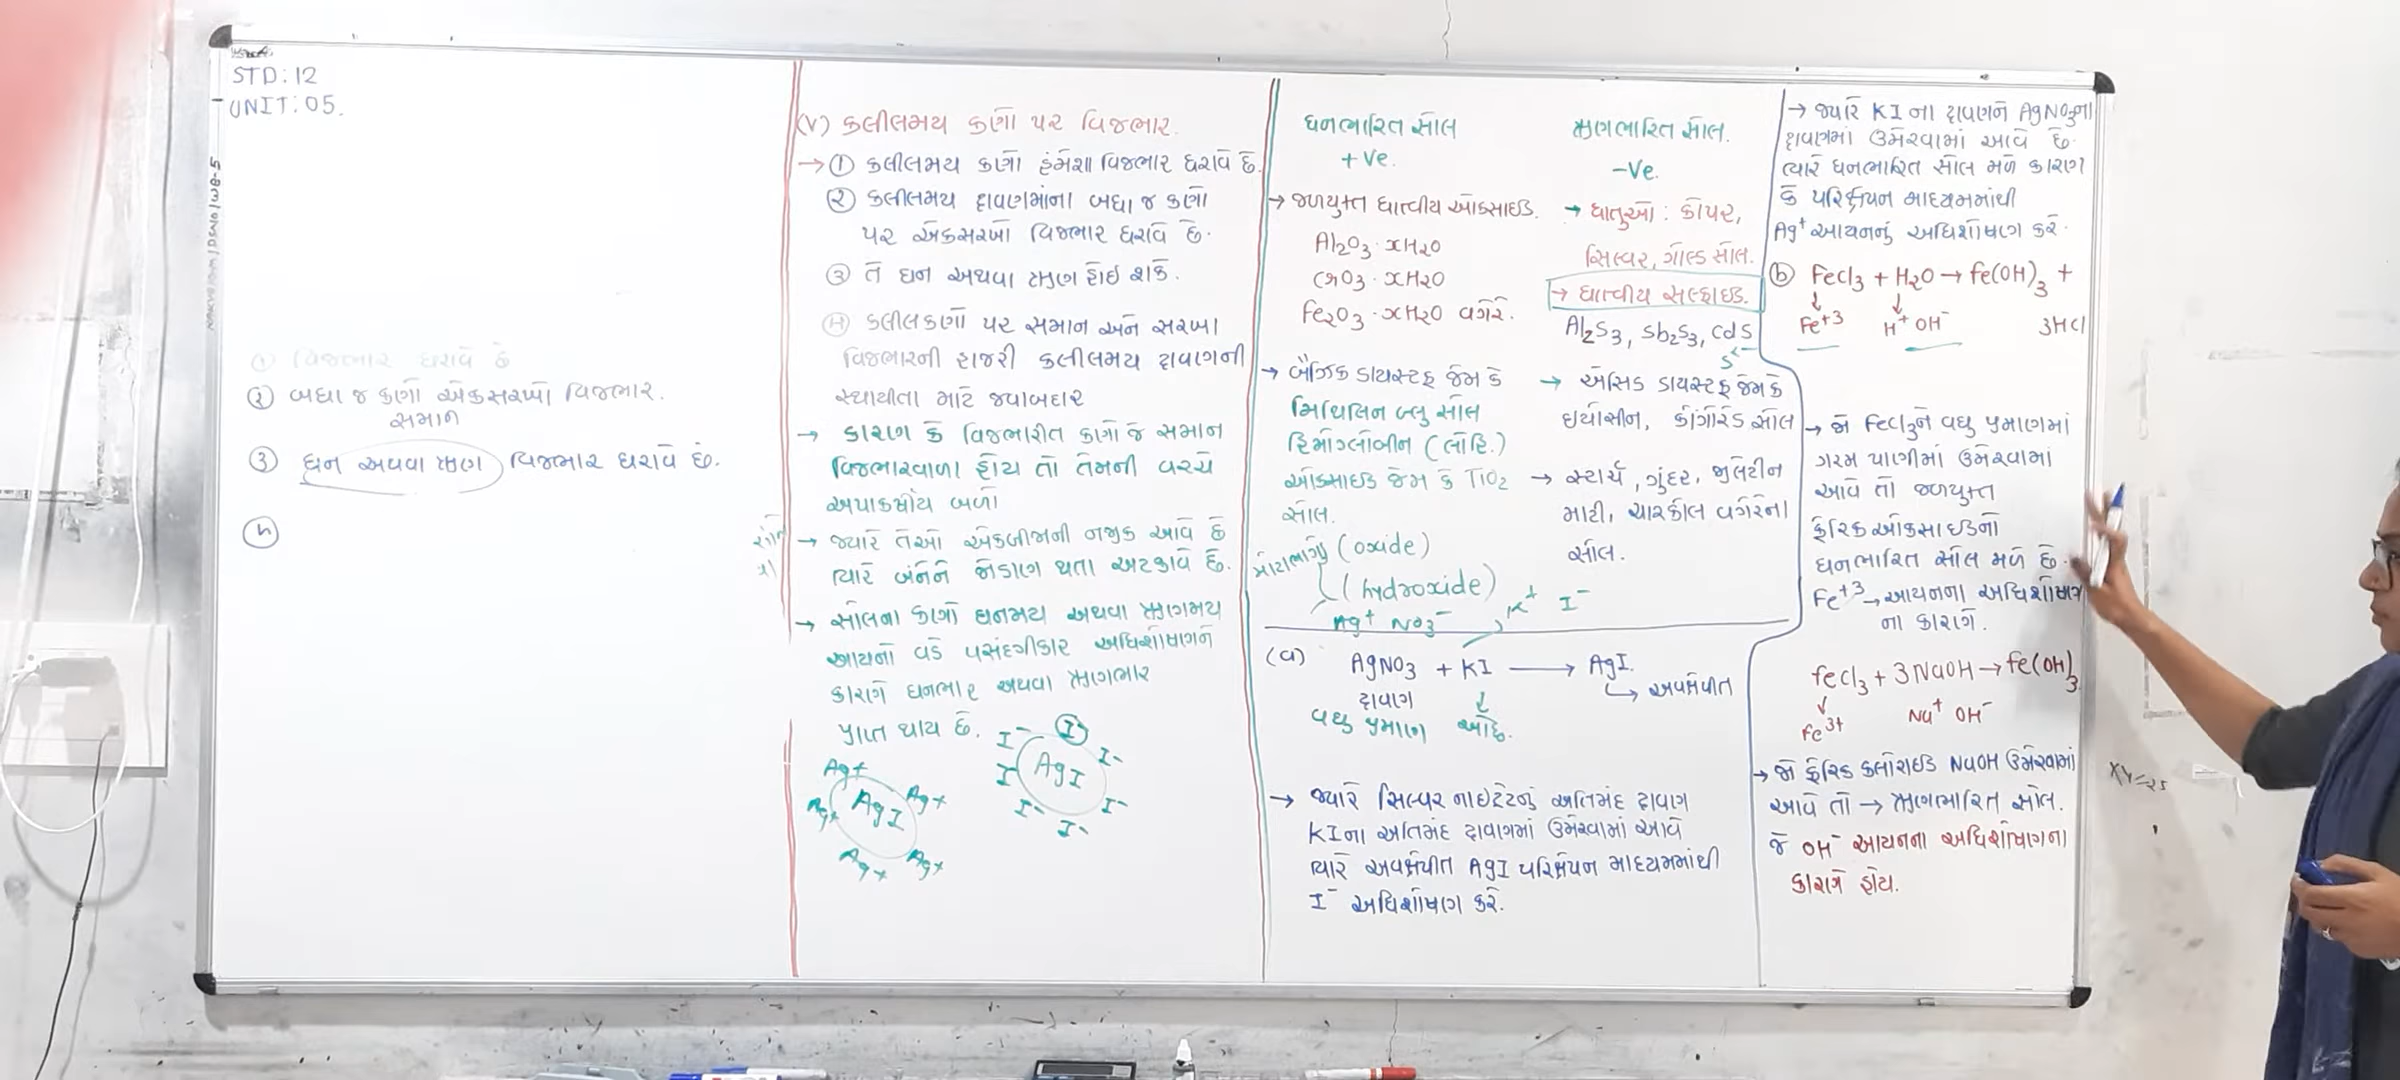 STD: 12
UNIT: 05.
① વિજભાર ધરાવે છે
② બધા જ કણો એકસરખો વિજભાર.
સમાન
③ ધન અથવા ઋણ વિજભાર ધરાવે છે.
(v) કલીલમય કણો પર વિજભાર.
→ ① કલીલમય કણો હંમેશા વિજભાર ધરાવે છે.
② કલીલમય દ્રાવણમાંના બધા જ કણો
પર એકસરખો વિજભાર ધરાવે છે.
③ તે ધન અથવા ઋણ હોઈ શકે.
④ કલીલકણો પર સમાન અને સરખા
વિજભારની હાજરી કલીલમય દ્રાવણની
સ્થાયીતા માટે જવાબદાર
→ કારણ કે વિજભારીત કણો જે સમાન
વિજભારવાળા હોય તો તેમની વચ્ચે
અપાકર્ષીય બળો
→ જ્યારે તેઓ એકબીજાની નજીક આવે છે
ત્યારે બંનેને જોડાણ થતા અટકાવે છે.
→ સોલના કણો ધનમય અથવા ઋણમય
આયનો વડે પસંદગીકાર અધિશોષણને
કારણે ધનભાર અથવા ઋણભાર
પ્રાપ્ત થાય છે.
I⁻ I⁻ I⁻
I⁻ AgI
I⁻ I⁻ I⁻
Ag+
Ag+ AgI Ag+
Ag+ Ag+
ધનભારિત સોલ
+ve.
→ જળયુક્ત ધાત્વીય ઓક્સાઇડ.
Al₂O₃·xH₂O
CrO₃·xH₂O
Fe₂O₃·xH₂O વગેરે.
→ બેઝિક ડાયસ્ટફ જેમ કે
મિથિલિન બ્લુ સોલ
હિમોગ્લોબીન (લોહિ.)
ઓક્સાઇડ જેમ કે TiO₂
સોલ.
મોટાભાગે (oxide)
(hydroxide)
ઋણભારિત સોલ.
-ve.
→ ધાતુઓ: કોપર,
સિલ્વર, ગોલ્ડ સોલ.
→ ધાત્વીય સલ્ફાઇડ.
Al₂S₃, Sb₂S₃, Cds
→ એસિડ ડાયસ્ટફ જેમ કે
ઇયોસીન, કોંગોરેડ સોલ
→ સ્ટાર્ચ, ગુંદર, જીલેટીન
માટી, ચારકોલ વગેરેના
સોલ.
Ag⁺ NO₃⁻ K⁺ I⁻
(a) AgNO₃ + KI → AgI.
દ્રાવણ ↓ ↳ અવક્ષેપીત
વધુ પ્રમાણ ઓછુ.
→ જ્યારે સિલ્વર નાઇટ્રેટનું અતિમંદ દ્રાવણ
KIના અતિમંદ દ્રાવણમાં ઉમેરવામાં આવે
ત્યારે અવક્ષેપીત AgI પરિક્ષેપન માધ્યમમાંથી
I⁻ અધિશોષણ કરે.
→ જ્યારે KI ના દ્રાવણને AgNO₃ના
દ્રાવણમાં ઉમેરવામાં આવે છે.
ત્યારે ધનભારિત સોલ મળે કારણ
કે પરિક્ષેપન માધ્યમમાંથી
Ag⁺ આયનનું અધિશોષણ કરે.
(b) FeCl₃ + H₂O → Fe(OH)₃ +
Fe⁺³ H⁺ OH⁻ 3HCl
→ જો FeCl₃ને વધુ પ્રમાણમાં
ગરમ પાણીમાં ઉમેરવામાં
આવે તો જળયુક્ત
ફેરિક ઓક્સાઇડનો
ધનભારિત સોલ મળે છે.
Fe⁺³ → આયનના અધિશોષણ
ના કારણે.
FeCl₃ + 3NaOH → Fe(OH)₃
Fe³⁺ Na⁺ OH⁻
→ જો ફેરિક ક્લોરાઇડ NaOH ઉમેરવામાં
આવે તો → ઋણભારિત સોલ.
જે OH⁻ આયનના અધિશોષણના
કારણે હોય.